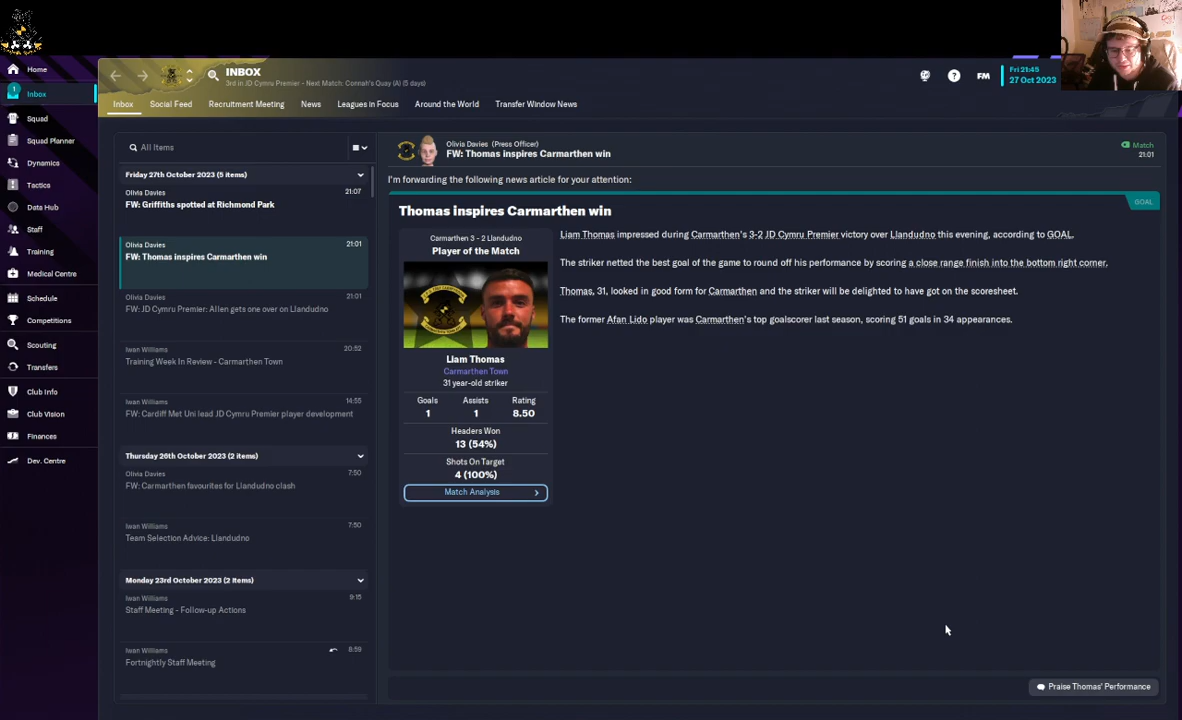 INBOX
3rd in JD Cymru Premier - Next Match: Connah's Quay (A) (5 days)
FM
Fri 21:45
27 Oct 2023
Home
1
Inbox
Squad
Squad Planner
Dynamics
Tactics
Data Hub
Staff
Training
Medical Centre
Schedule
Competitions
Scouting
Transfers
Club Info
Club Vision
Finances
Dev. Centre
Inbox Social Feed Recruitment Meeting News Leagues in Focus Around the World Transfer Window News
All Items
Friday 27th October 2023 (5 items)
Olivia Davies 21:07
FW: Griffiths spotted at Richmond Park
Olivia Davies 21:01
FW: Thomas inspires Carmarthen win
Olivia Davies 21:01
FW: JD Cymru Premier: Allen gets one over on Llandudno
Iwan Williams 20:52
Training Week In Review - Carmarthen Town
Iwan Williams 14:55
FW: Cardiff Met Uni lead JD Cymru Premier player development
Thursday 26th October 2023 (2 items)
Olivia Davies 7:50
FW: Carmarthen favourites for Llandudno clash
Iwan Williams 7:50
Team Selection Advice: Llandudno
Monday 23rd October 2023 (2 items)
Iwan Williams 9:15
Staff Meeting - Follow-up Actions
Iwan Williams 8:59
Fortnightly Staff Meeting
Olivia Davies (Press Officer)
FW: Thomas inspires Carmarthen win
Match
21:01
I'm forwarding the following news article for your attention:
GOAL
Thomas inspires Carmarthen win
Carmarthen 3 - 2 Llandudno
Player of the Match
Liam Thomas
Carmarthen Town
31 year-old striker
Goals Assists Rating
1 1 8.50
Headers Won
13 (54%)
Shots On Target
4 (100%)
Match Analysis
Liam Thomas impressed during Carmarthen's 3-2 JD Cymru Premier victory over Llandudno this evening, according to GOAL.
The striker netted the best goal of the game to round off his performance by scoring a close range finish into the bottom right corner.
Thomas, 31, looked in good form for Carmarthen and the striker will be delighted to have got on the scoresheet.
The former Afan Lido player was Carmarthen's top goalscorer last season, scoring 51 goals in 34 appearances.
Praise Thomas' Performance